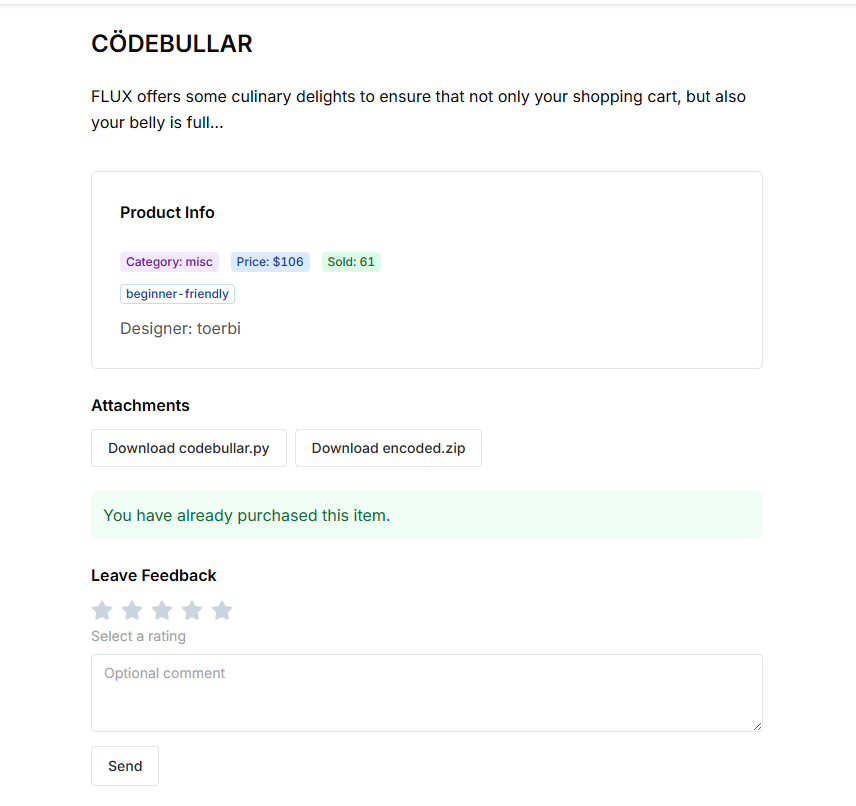 CÖDEBULLAR
FLUX offers some culinary delights to ensure that not only your shopping cart, but also
your belly is full...
Product Info
Category: misc Price: $106 Sold: 61
beginner-friendly
Designer: toerbi
Attachments
Download codebullar.py Download encoded.zip
You have already purchased this item.
Leave Feedback
Select a rating
Optional comment
Send